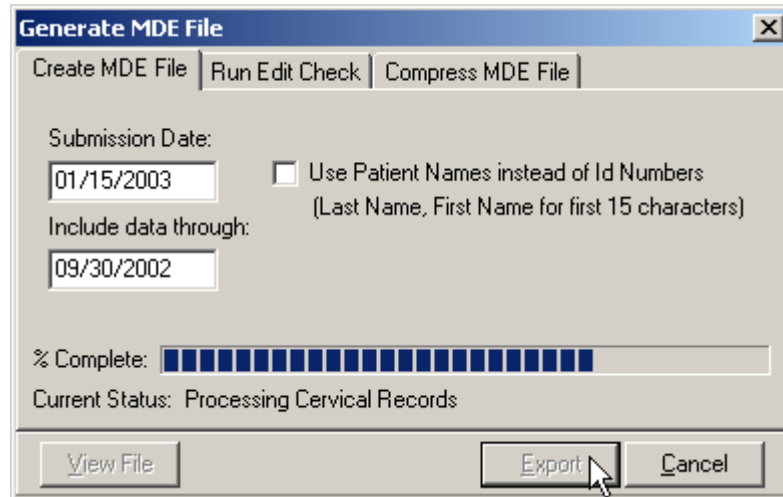 Generate MDE File
Create MDE File Run Edit Check Compress MDE File
Submission Date:
01/15/2003
Use Patient Names instead of Id Numbers
(Last Name, First Name for first 15 characters)
Include data through:
09/30/2002
% Complete:
Current Status: Processing Cervical Records
View File Export Cancel